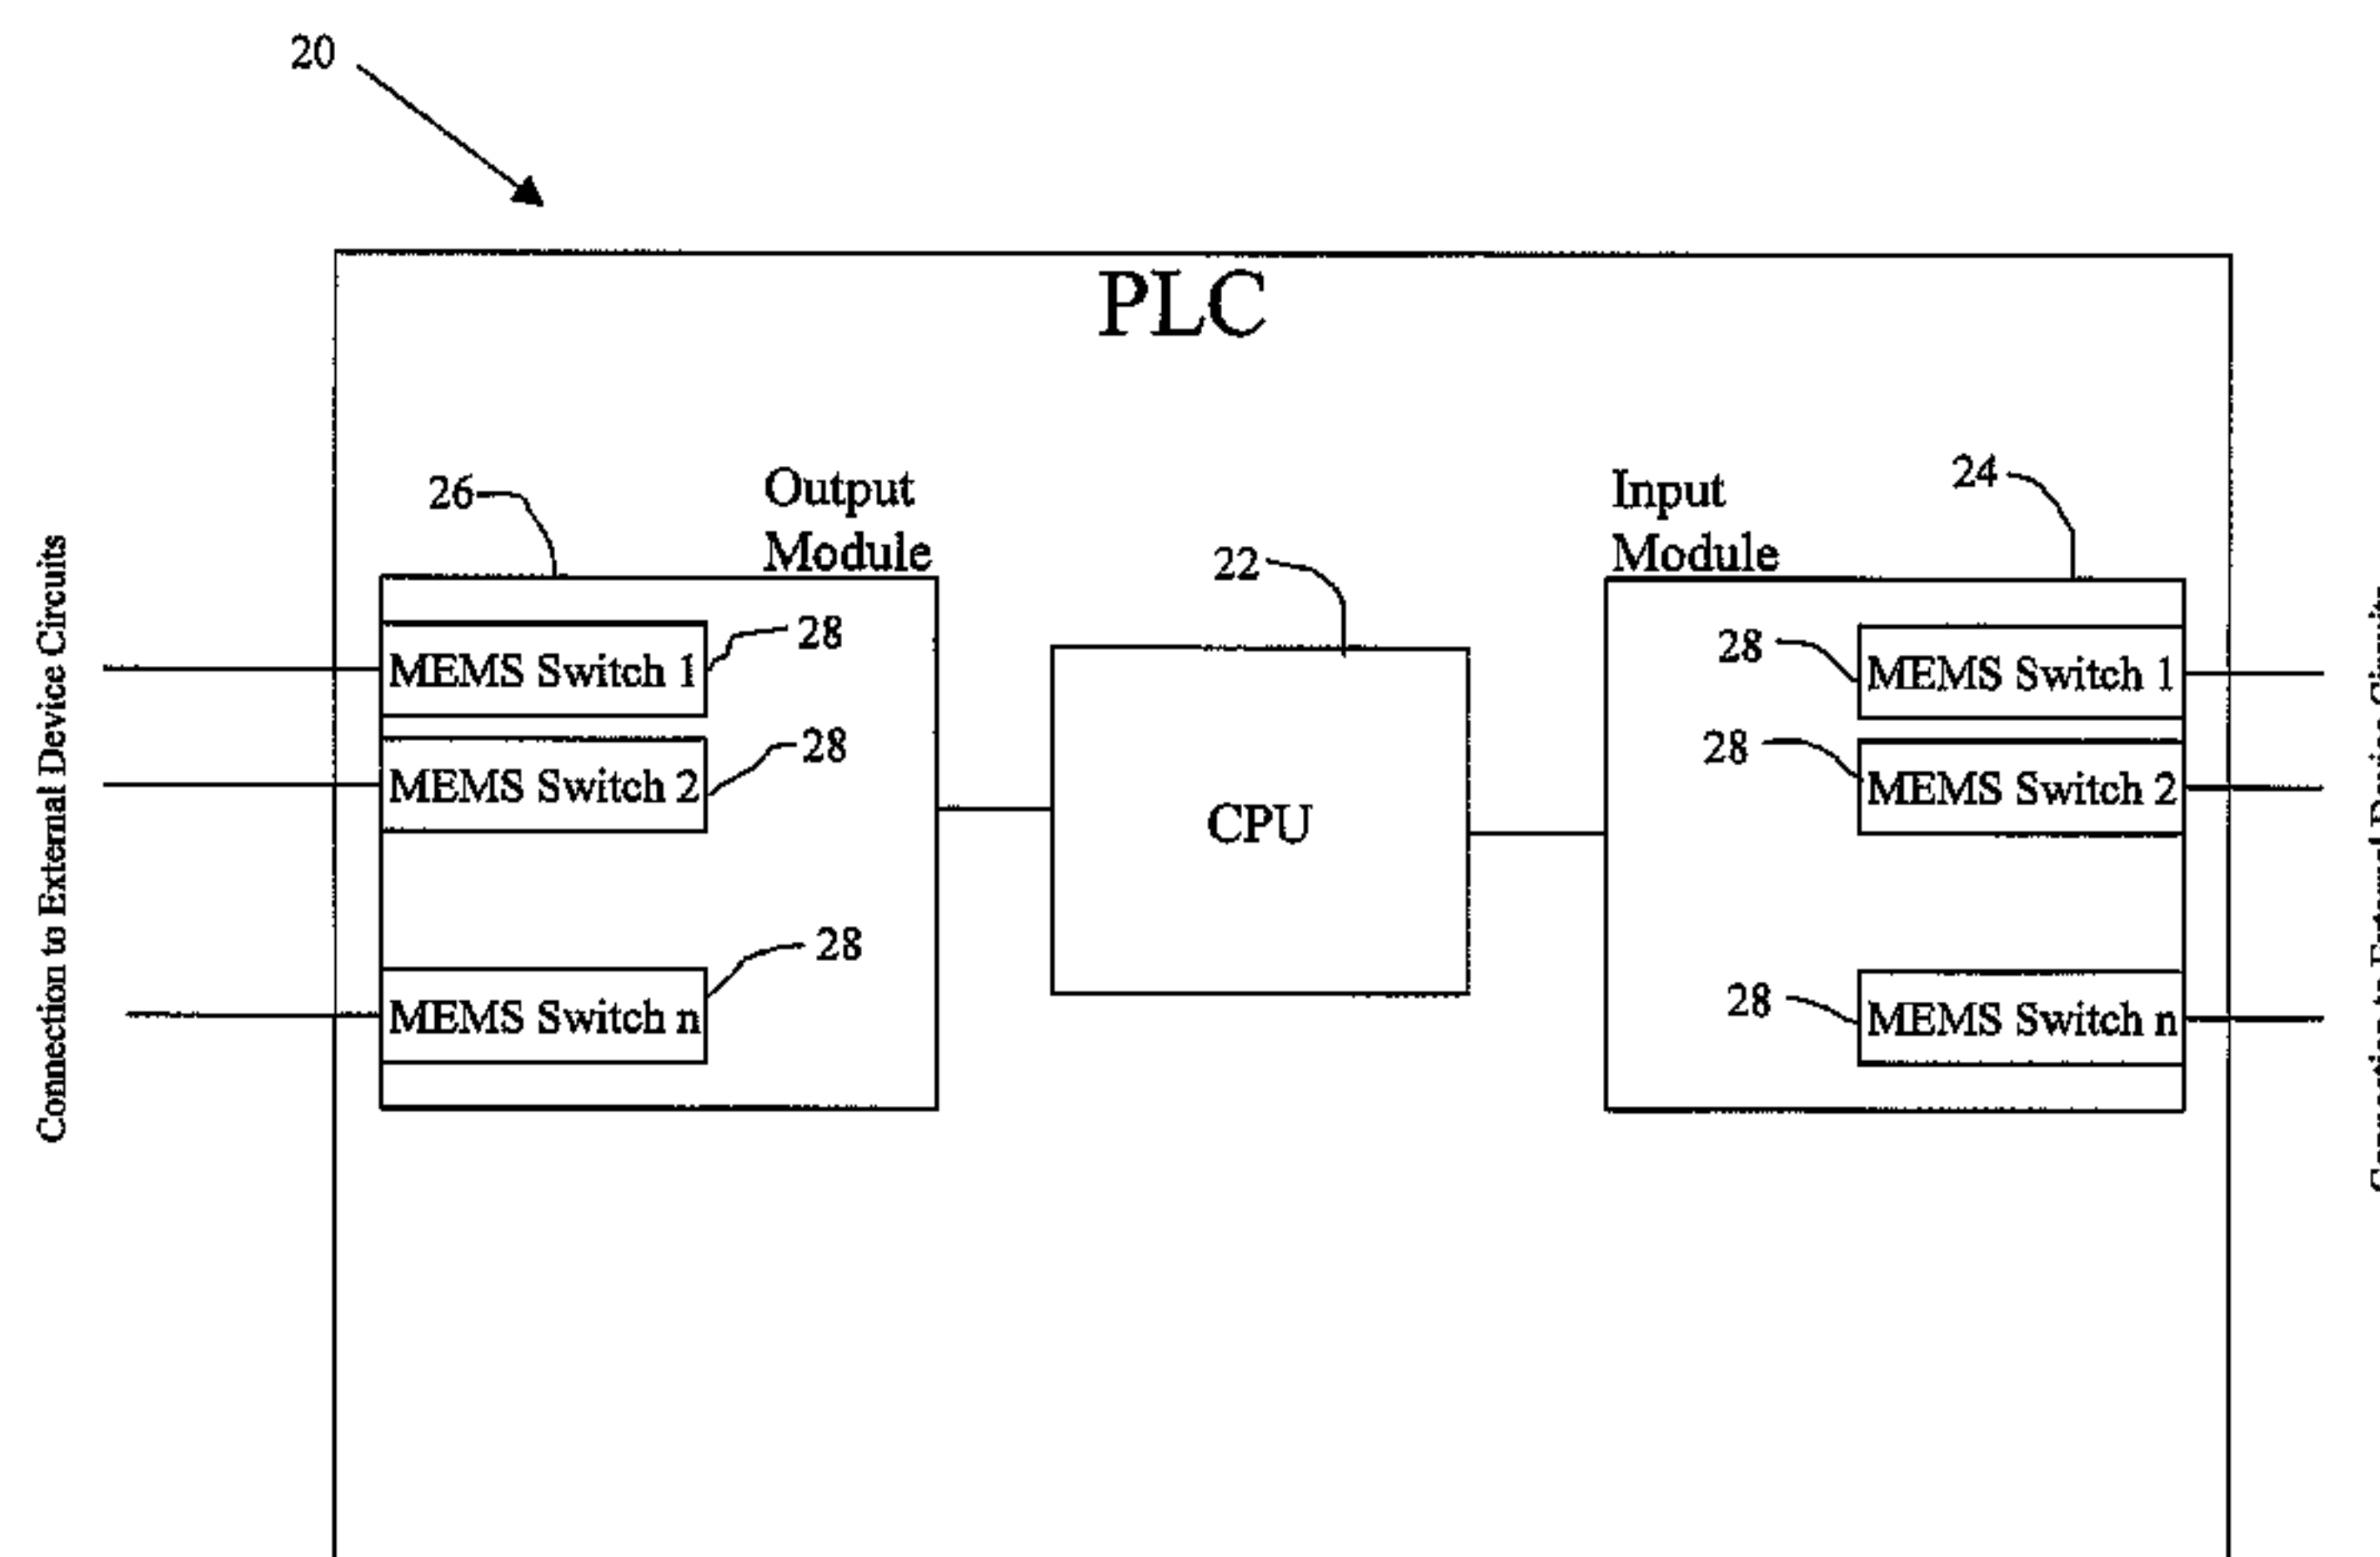 20
PLC
Output
Module
26
Input
Module
24
22
Connection to External Device Circuits
MEMS Switch 1
28
MEMS Switch 2
28
MEMS Switch n
28
CPU
28
MEMS Switch 1
28
MEMS Switch 2
28
MEMS Switch n